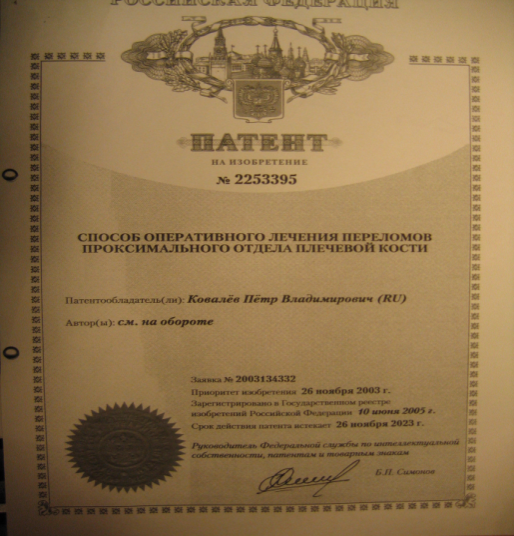 РОССИЙСКАЯ ФЕДЕРАЦИЯ
ПАТЕНТ
НА ИЗОБРЕТЕНИЕ
№ 2253395
СПОСОБ ОПЕРАТИВНОГО ЛЕЧЕНИЯ ПЕРЕЛОМОВ
ПРОКСИМАЛЬНОГО ОТДЕЛА ПЛЕЧЕВОЙ КОСТИ
Патентообладатель(ли): Ковалёв Пётр Владимирович (RU)
Автор(ы): см. на обороте
Заявка № 2003134332
Приоритет изобретения 26 ноября 2003 г.
Зарегистрировано в Государственном реестре
изобретений Российской Федерации 10 июня 2005 г.
Срок действия патента истекает 26 ноября 2023 г.
Руководитель Федеральной службы по интеллектуальной
собственности, патентам и товарным знакам
Б.П. Симонов